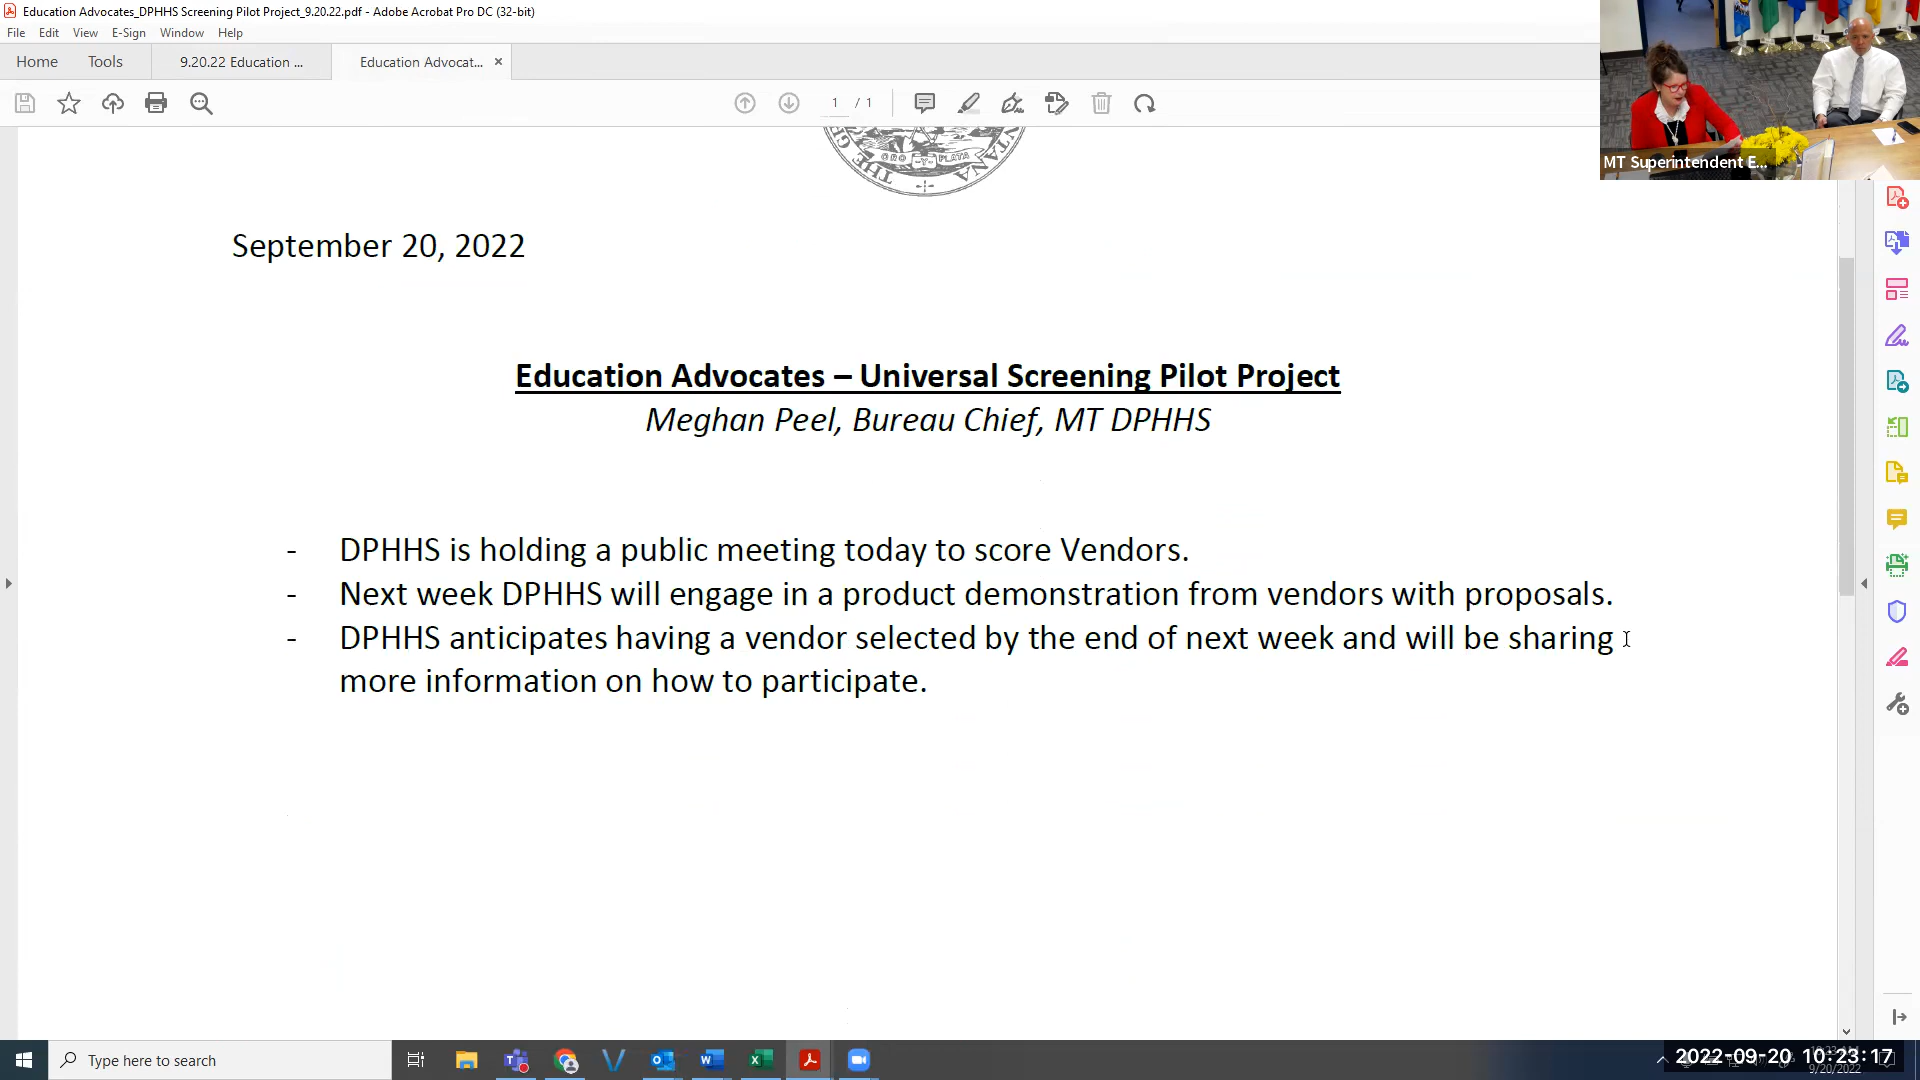 Education Advocates_DPHHS Screening Pilot Project_9.20.22.pdf - Adobe Acrobat Pro DC (32-bit)
File Edit View E-Sign Window Help
Home Tools 9.20.22 Education ... Education Advocat... ×
1 / 1
MT Superintendent E...
ORO Y PLATA
September 20, 2022
Education Advocates – Universal Screening Pilot Project
Meghan Peel, Bureau Chief, MT DPHHS
- DPHHS is holding a public meeting today to score Vendors.
- Next week DPHHS will engage in a product demonstration from vendors with proposals.
- DPHHS anticipates having a vendor selected by the end of next week and will be sharing
more information on how to participate.
Type here to search
2022-09-20 10:23:17
9/20/2022